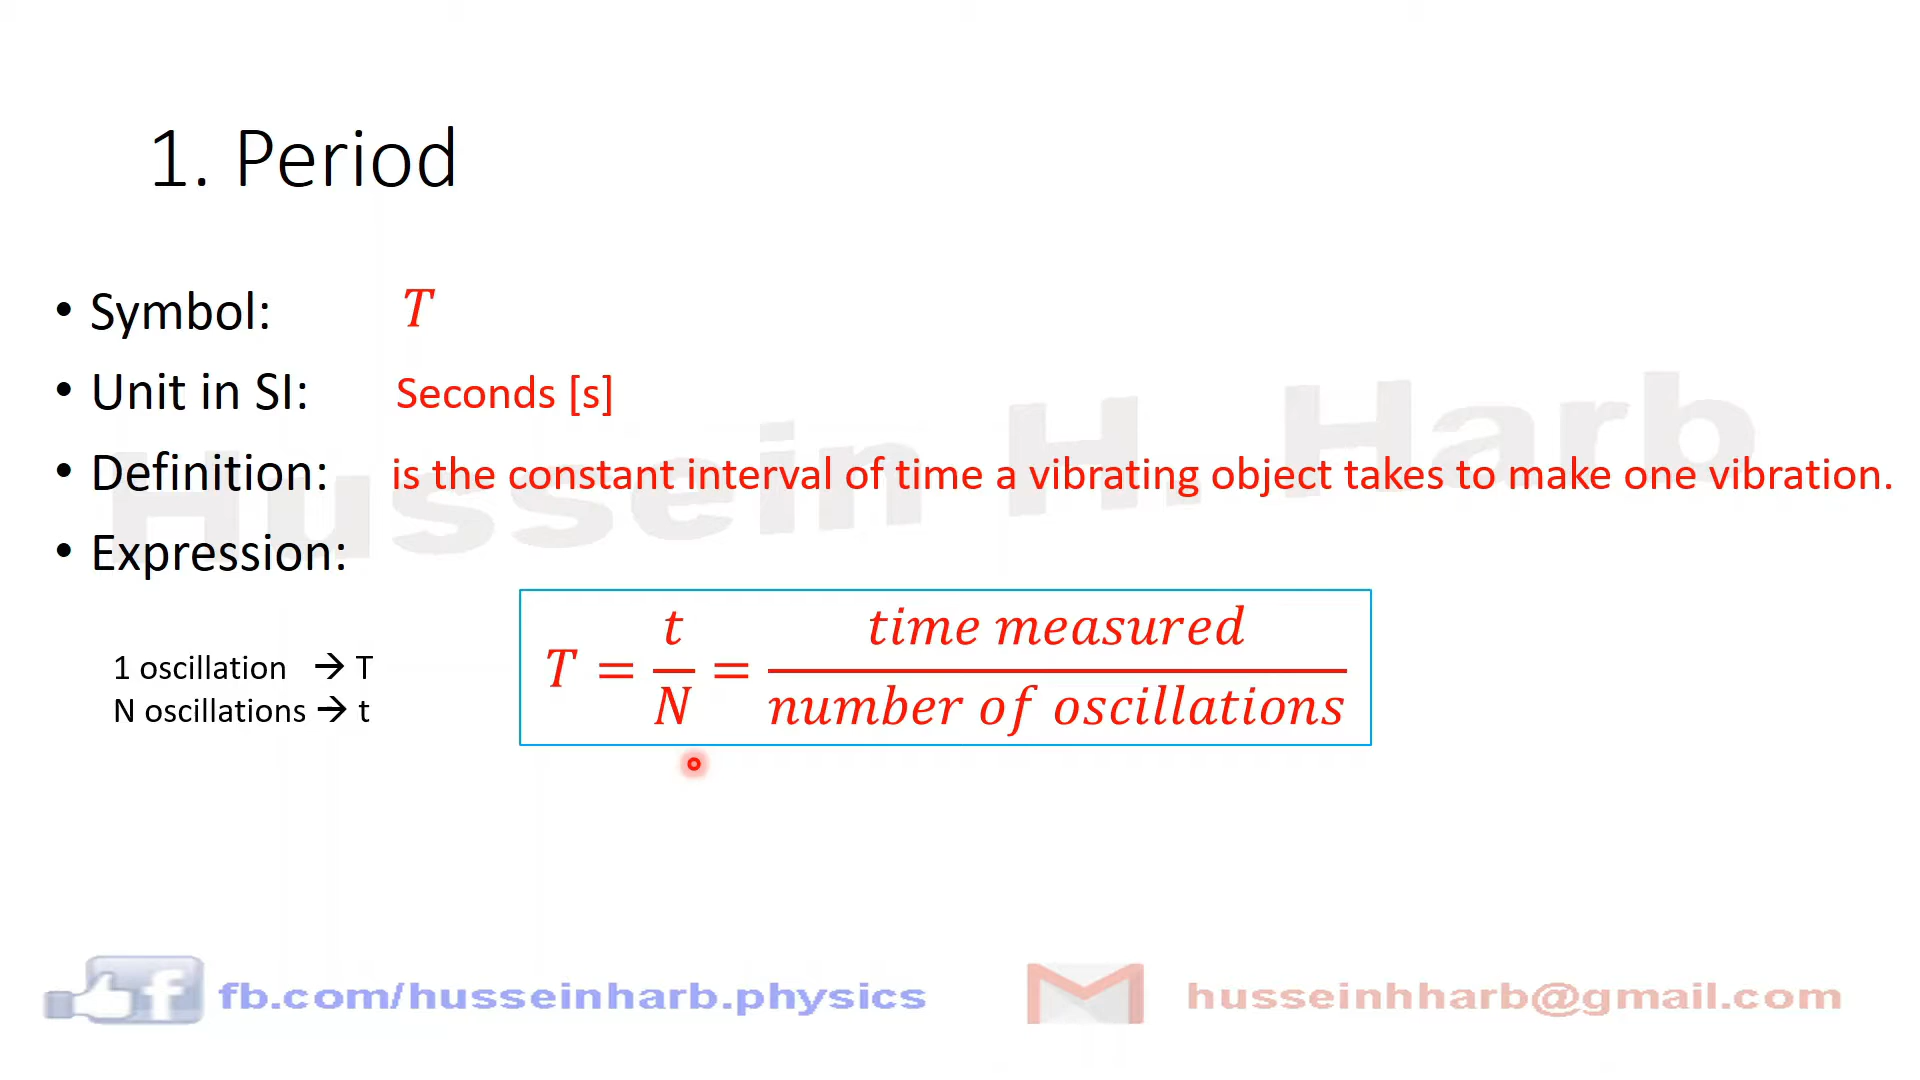 1. Period
• Symbol: T
• Unit in SI: Seconds [s]
• Definition: is the constant interval of time a vibrating object takes to make one vibration.
• Expression:
1 oscillation → T
N oscillations → t
T = t/N = time measured/number of oscillations
Hussein H. Harb
f fb.com/husseinharb.physics
husseinhharb@gmail.com